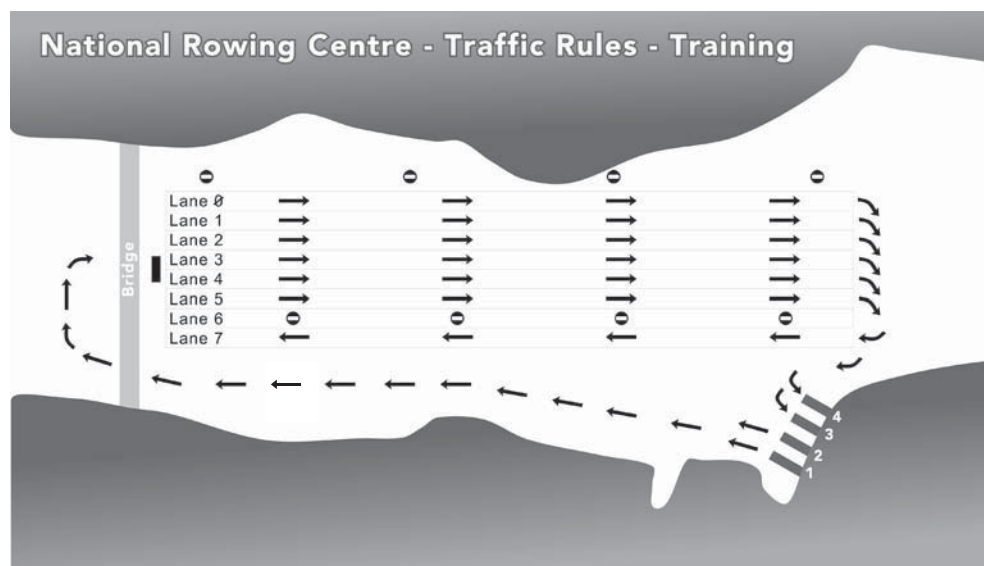 National Rowing Centre - Traffic Rules - Training
Lane 0
Lane 1
Lane 2
Lane 3
Lane 4
Lane 5
Lane 6
Lane 7
Bridge
4
3
2
1